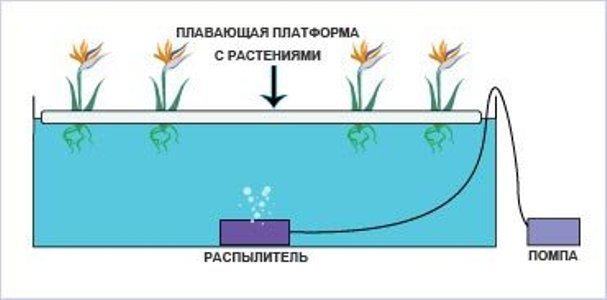 ПЛАВАЮЩАЯ ПЛАТФОРМА
С РАСТЕНИЯМИ
РАСПЫЛИТЕЛЬ
ПОМПА